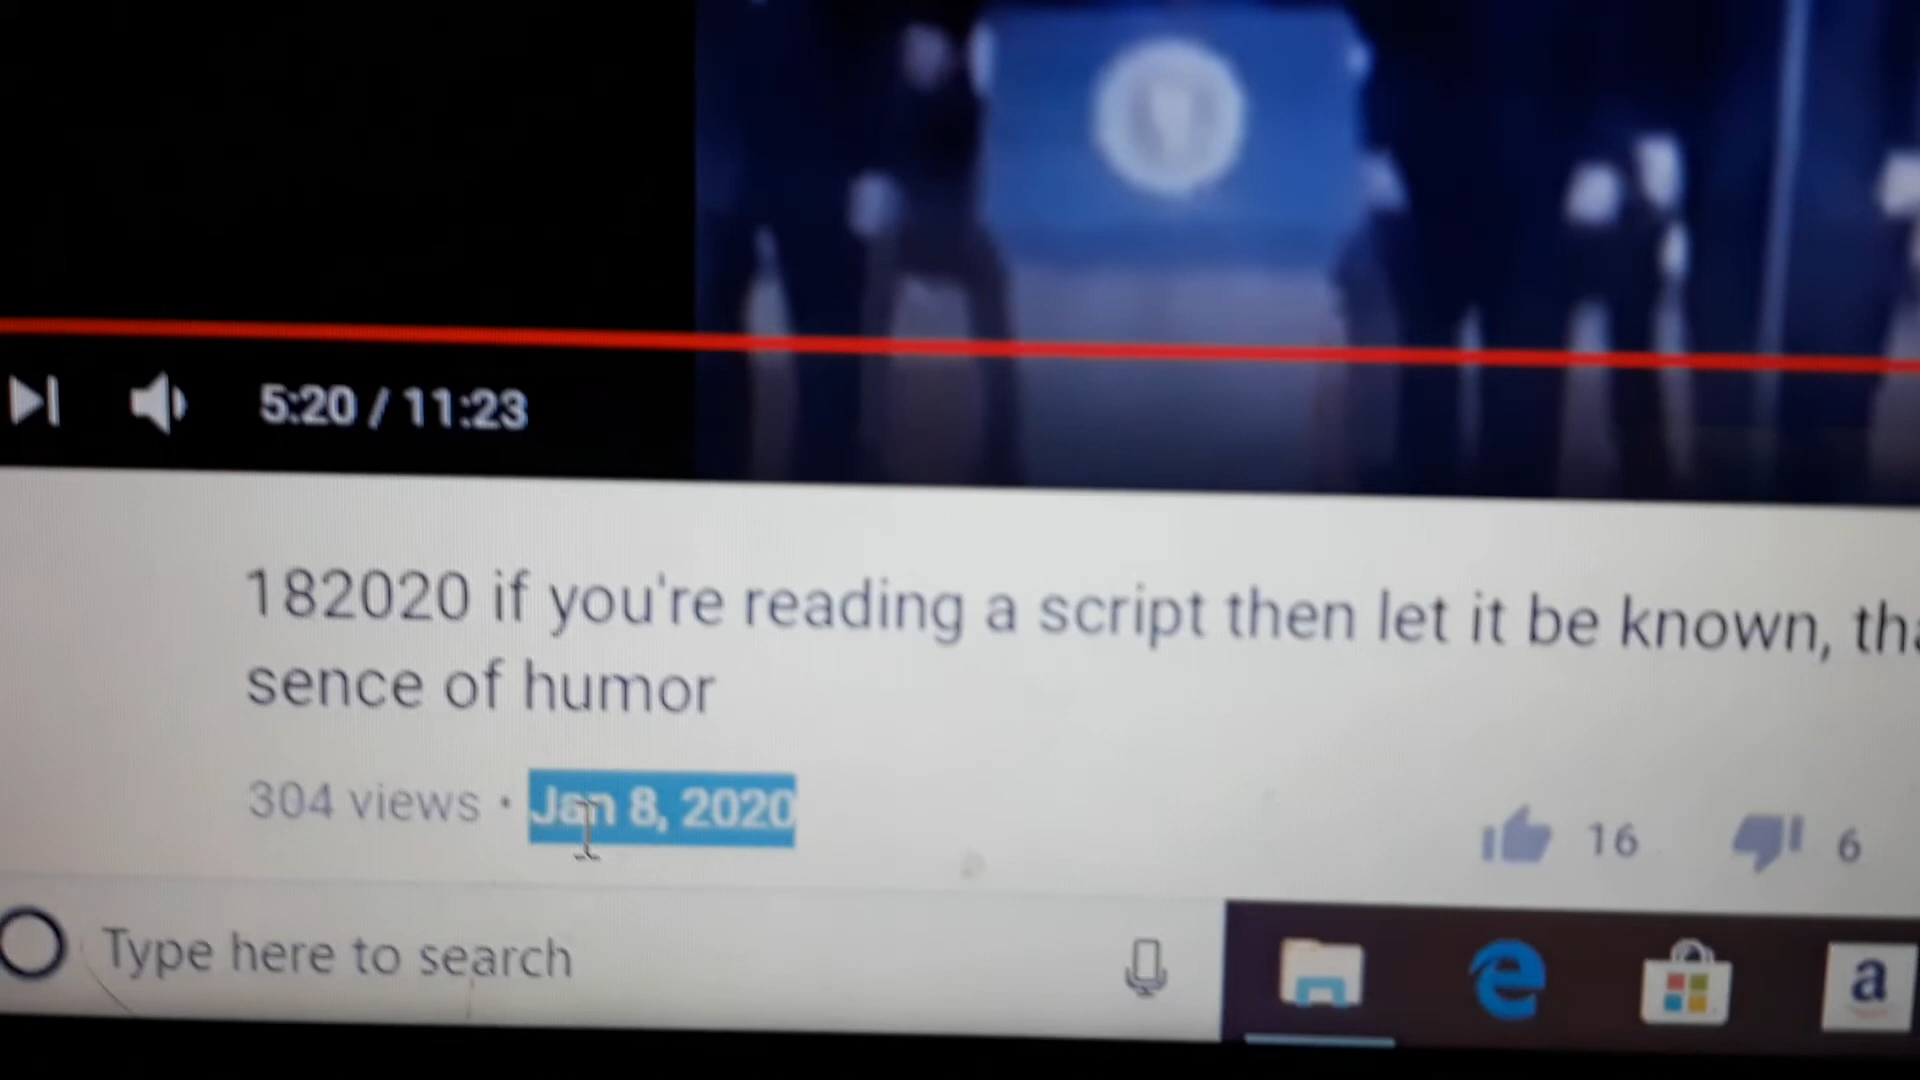 5:20 / 11:23
182020 if you're reading a script then let it be known,
sence of humor
304 views • Jan 8, 2020
16
6
Type here to search
a